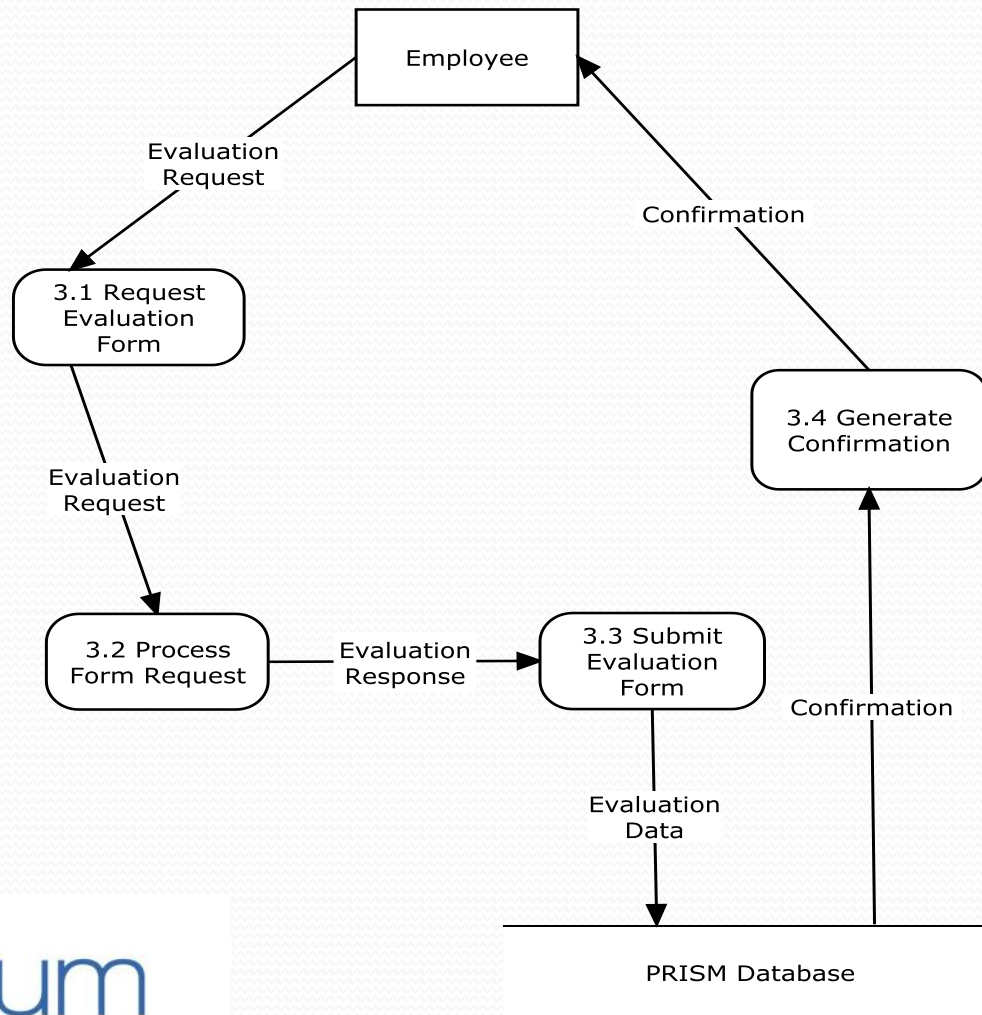 Employee
Evaluation
Request
Confirmation
3.1 Request
Evaluation
Form
3.4 Generate
Confirmation
Evaluation
Request
3.2 Process
Form Request
Evaluation
Response
3.3 Submit
Evaluation
Form
Confirmation
Evaluation
Data
PRISM Database